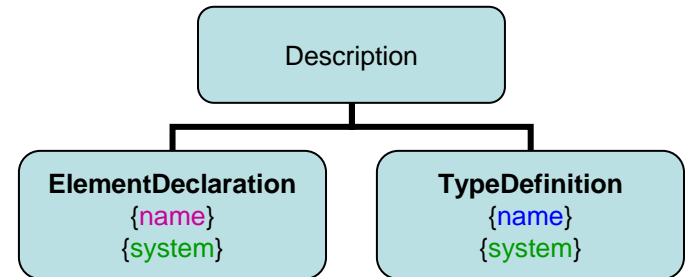 Description
ElementDeclaration
{name}
{system}
TypeDefinition
{name}
{system}